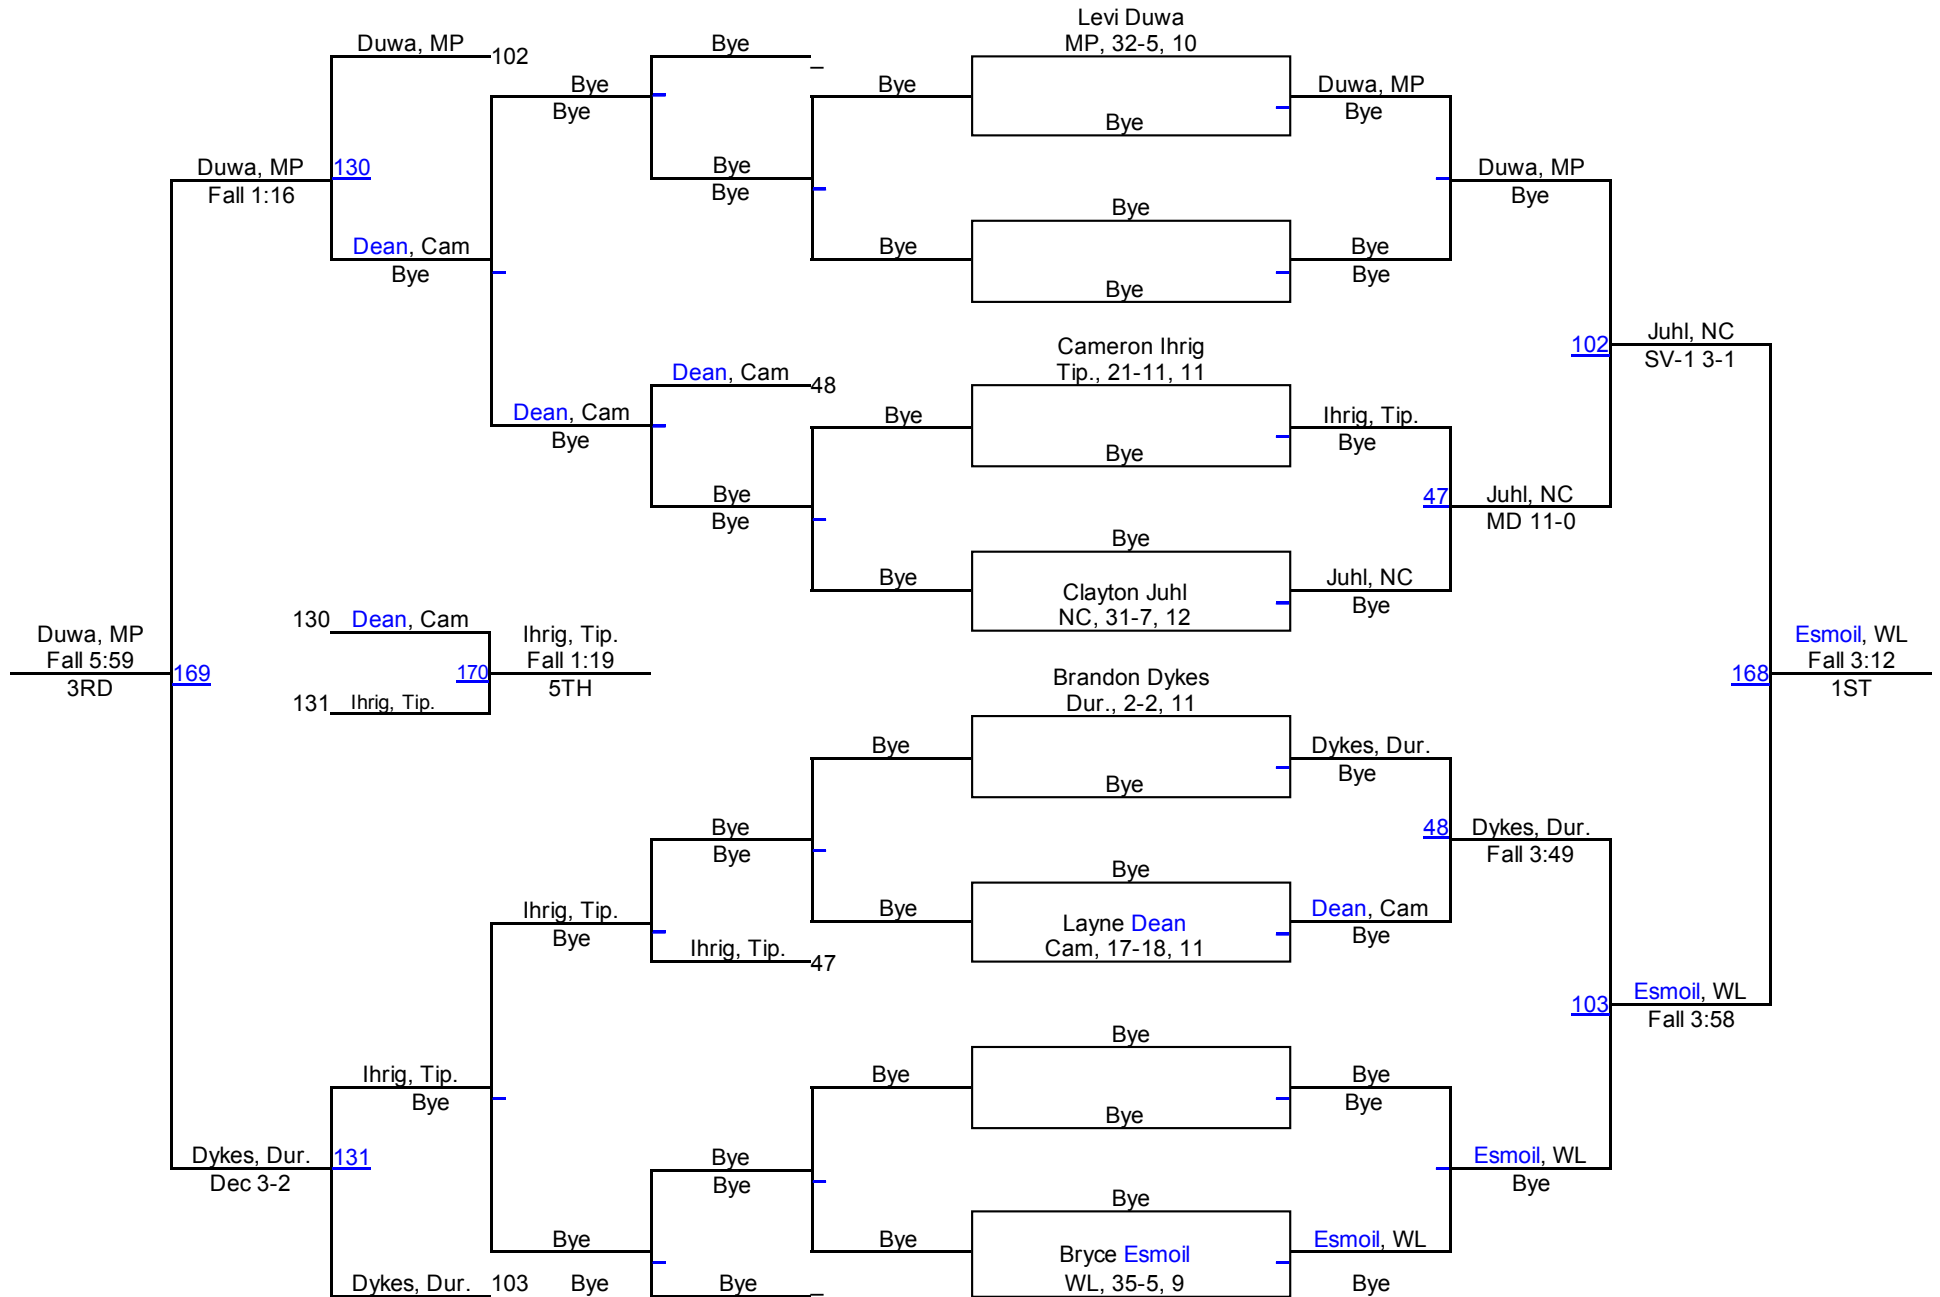 Levi Duwa
Duwa, MP
Bye
MP, 32-5, 10
102
_
Bye
Bye
Duwa, MP
Bye
Bye
Bye
Duwa, MP
130
Bye
Duwa, MP
Fall 1:16
Bye
Bye
Bye
Dean, Cam
Bye
Bye
Bye
Bye
Bye
Juhl, NC
Cameron Ihrig
102
SV-1 3-1
Dean, Cam
Tip., 21-11, 11
48
Dean, Cam
Bye
Ihrig, Tip.
Bye
Bye
Bye
Bye
47
Juhl, NC
Bye
MD 11-0
Bye
Bye
Clayton Juhl
Juhl, NC
NC, 31-7, 12
Bye
130
Dean, Cam
Duwa, MP
Ihrig, Tip.
Esmoil, WL
Fall 5:59
169
170
Fall 1:19
168
Fall 3:12
3RD
5TH
Brandon Dykes
1ST
131
Ihrig, Tip.
Dur., 2-2, 11
Bye
Dykes, Dur.
Bye
Bye
Bye
48
Dykes, Dur.
Bye
Fall 3:49
Bye
Ihrig, Tip.
Bye
Layne Dean
Dean, Cam
Bye
Ihrig, Tip.
47
Cam, 17-18, 11
Bye
103
Esmoil, WL
Bye
Fall 3:58
Ihrig, Tip.
Bye
Bye
Bye
Bye
Bye
Dykes, Dur.
131
Bye
Esmoil, WL
Dec 3-2
Bye
Bye
Bye
Bye
Bye
Bryce Esmoil
Esmoil, WL
Dykes, Dur.
103
Bye
Bye
_
WL, 35-5, 9
Bye